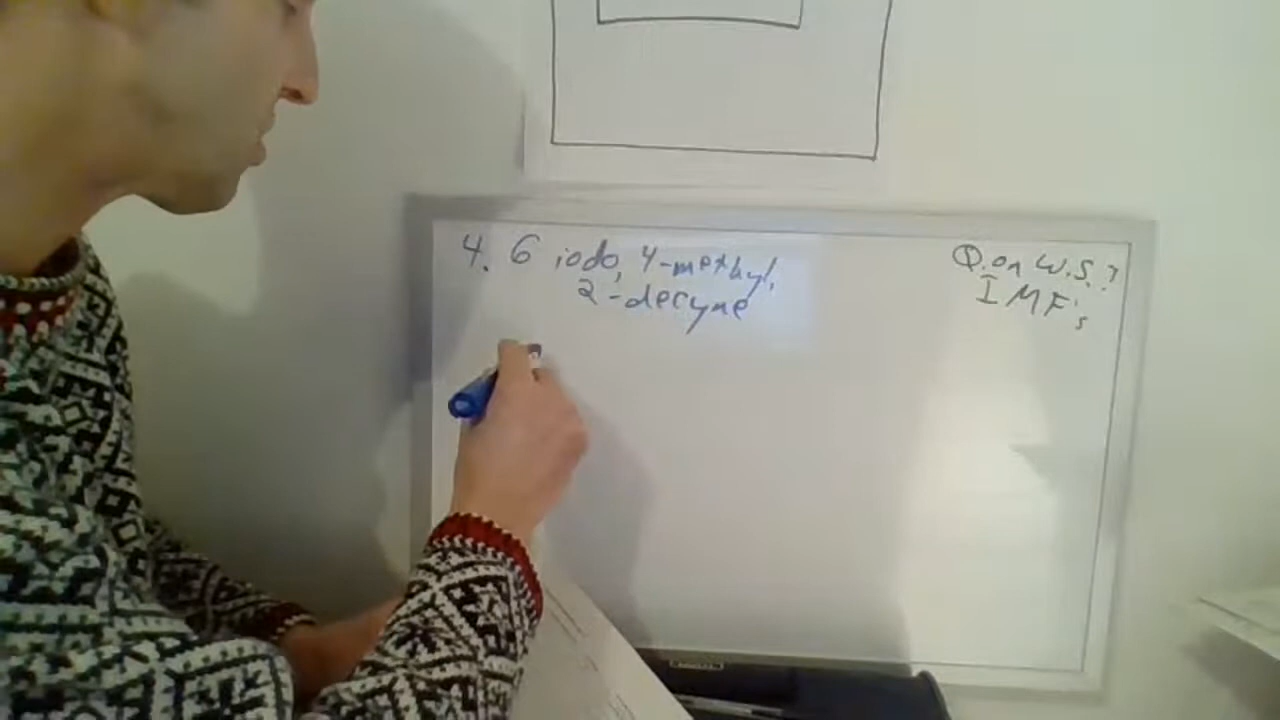 4. 6 iodo, 4-methyl,
2-decyne
Q. on W.S.?
IMF's